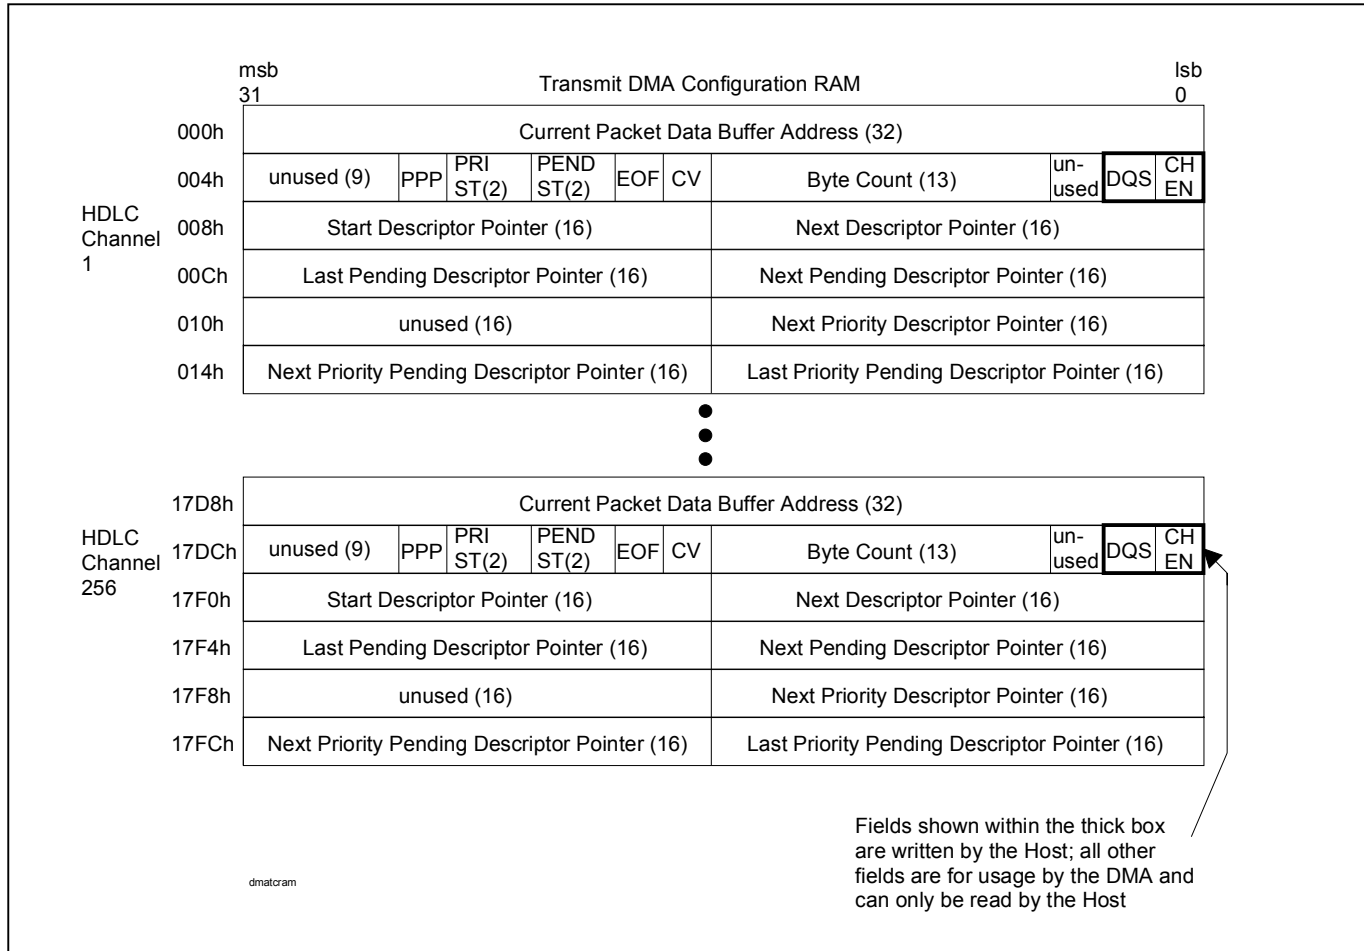 msb
31
Transmit DMA Configuration RAM
lsb
0
HDLC
Channel
1
000h
Current Packet Data Buffer Address (32)
004h
unused (9)
PPP
PRI
ST(2)
PEND
ST(2)
EOF
CV
Byte Count (13)
un-
used
DQS
CH
EN
008h
Start Descriptor Pointer (16)
Next Descriptor Pointer (16)
00Ch
Last Pending Descriptor Pointer (16)
Next Pending Descriptor Pointer (16)
010h
unused (16)
Next Priority Descriptor Pointer (16)
014h
Next Priority Pending Descriptor Pointer (16)
Last Priority Pending Descriptor Pointer (16)
HDLC
Channel
256
17D8h
Current Packet Data Buffer Address (32)
17DCh
unused (9)
PPP
PRI
ST(2)
PEND
ST(2)
EOF
CV
Byte Count (13)
un-
used
DQS
CH
EN
17F0h
Start Descriptor Pointer (16)
Next Descriptor Pointer (16)
17F4h
Last Pending Descriptor Pointer (16)
Next Pending Descriptor Pointer (16)
17F8h
unused (16)
Next Priority Descriptor Pointer (16)
17FCh
Next Priority Pending Descriptor Pointer (16)
Last Priority Pending Descriptor Pointer (16)
Fields shown within the thick box
are written by the Host; all other
fields are for usage by the DMA and
can only be read by the Host
dmatcram